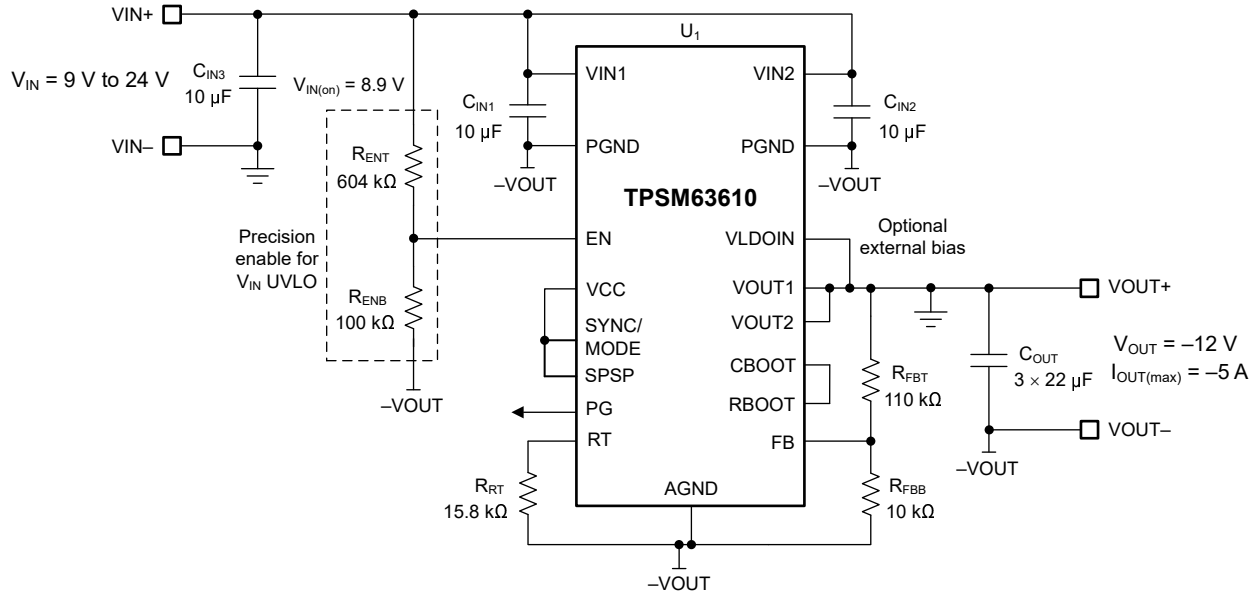 VIN+
VIN = 9 V to 24 V
CIN3
10 µF
VIN–
VIN(on) = 8.9 V
RENT
604 kΩ
Precision
enable for
VIN UVLO
RENB
100 kΩ
–VOUT
CIN1
10 µF
–VOUT
U1
VIN1
PGND
EN
VCC
SYNC/
MODE
SPSP
PG
RT
TPSM63610
AGND
VIN2
PGND
VLDOIN
VOUT1
VOUT2
CBOOT
RBOOT
FB
CIN2
10 µF
–VOUT
Optional
external bias
RRT
15.8 kΩ
–VOUT
RFBT
110 kΩ
RFBB
10 kΩ
COUT
3 × 22 µF
–VOUT
VOUT+
VOUT = –12 V
IOUT(max) = –5 A
VOUT–